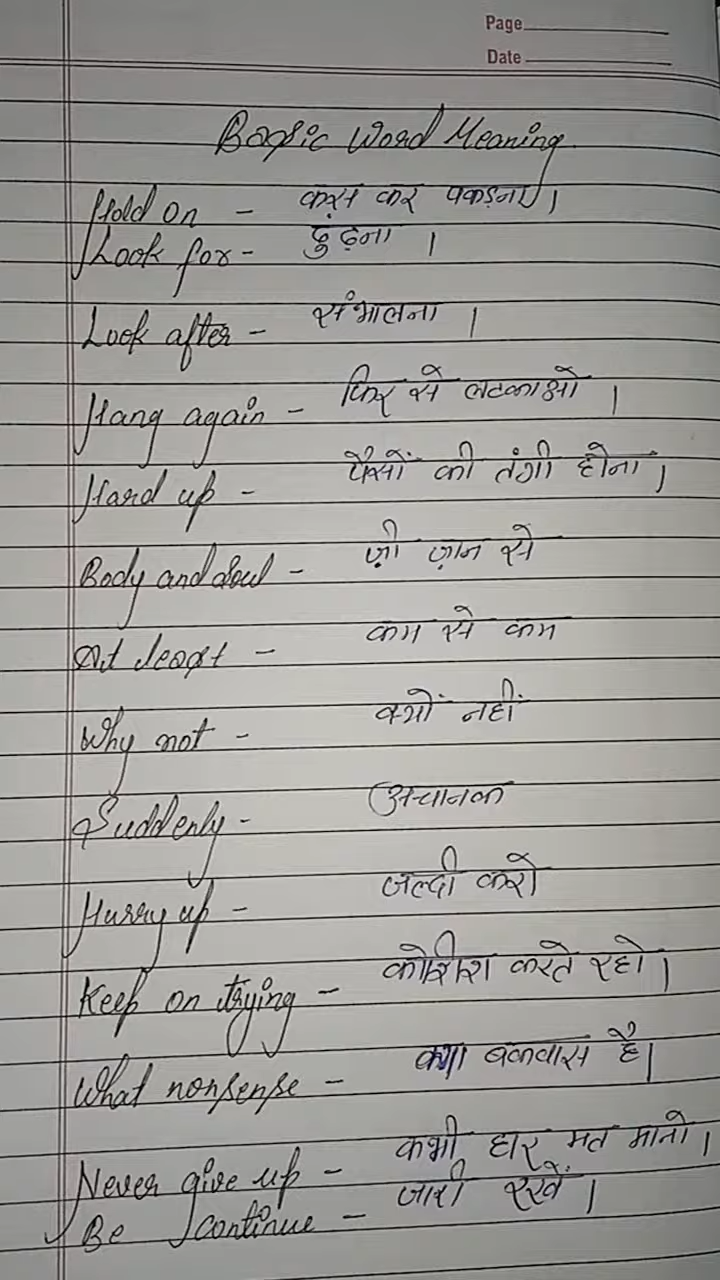 Page
Date
Basic Word Meaning
Hold on - कस कर पकड़ना।
Look for - ढुढ़ना ।
Look after - संभालना ।
Hang again - फिर से लटकाओ ।
Hard up - पैसों की तंगी होना ।
Body and Soul - ज़ी ज़ान से
At least - कम से कम
Why not - क्यों नहीं
Suddenly - अचानक
Hurry up - जल्दी करो
Keep on trying - कोशिश करते रहो ।
What nonsense - क्या बकवास है।
Never give up - कभी हार मत मानो ।
Be continue - जारी रखें ।